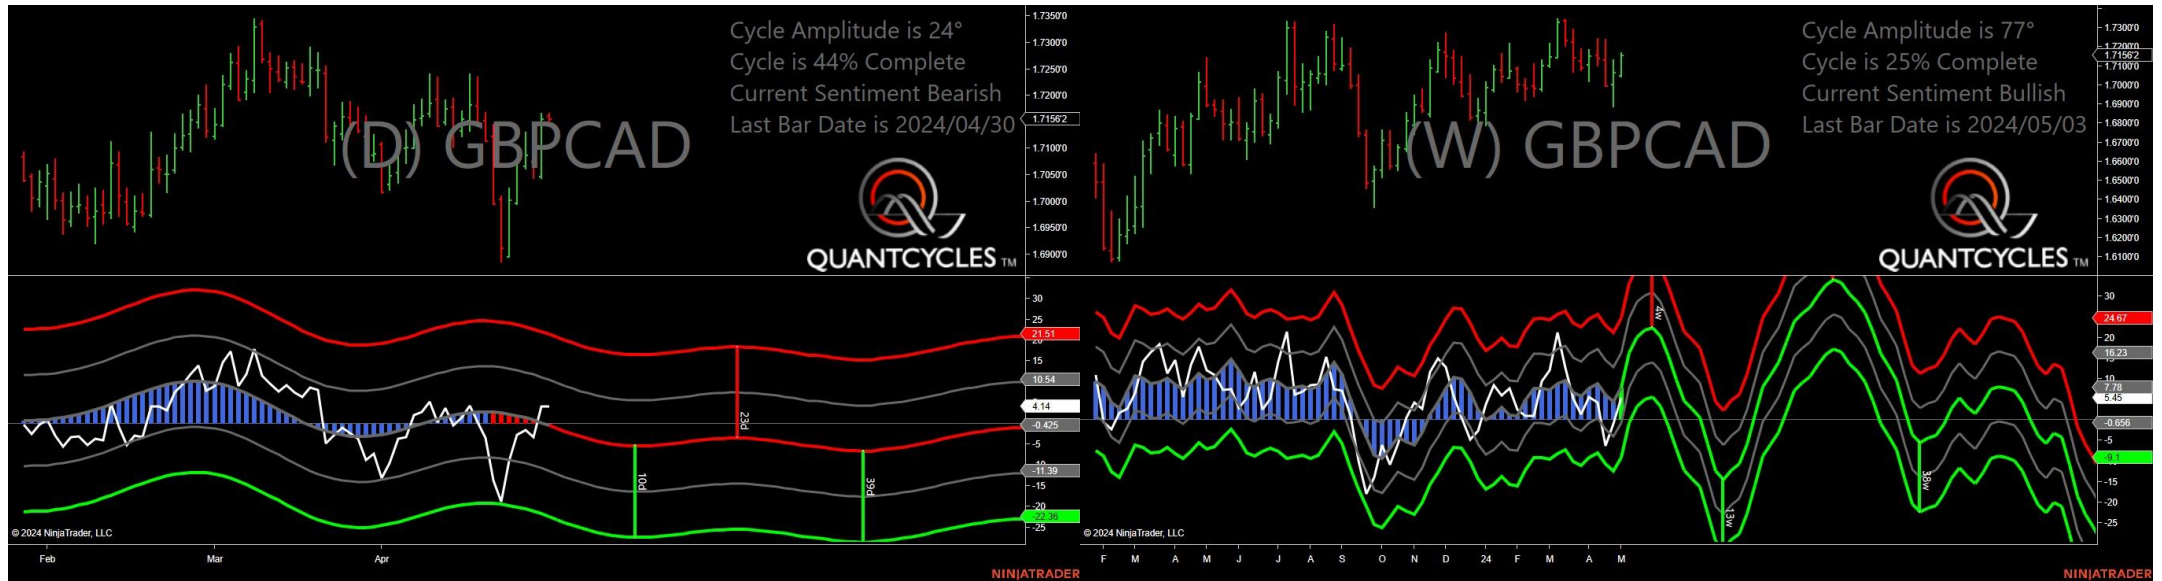 Cycle Amplitude is 24°
Cycle is 44% Complete
Current Sentiment Bearish
Last Bar Date is 2024/04/30
(D) GBPCAD
QUANTCYCLES TM
1.7350'0
1.7300'0
1.7250'0
1.7200'0
1.7156'2
1.7100'0
1.7050'0
1.7000'0
1.6950'0
1.6900'0
30
25
21.51
20
15
10.54
4.14
-0.425
-5
-11.39
-15
-20
-22.36
-25
10d
23d
39d
© 2024 NinjaTrader, LLC
Feb Mar Apr
NINJATRADER
Cycle Amplitude is 77°
Cycle is 25% Complete
Current Sentiment Bullish
Last Bar Date is 2024/05/03
(W) GBPCAD
QUANTCYCLES TM
1.7300'0
1.7200'0
1.7156'2
1.7100'0
1.7000'0
1.6900'0
1.6800'0
1.6700'0
1.6600'0
1.6500'0
1.6400'0
1.6300'0
1.6200'0
1.6100'0
30
24.67
20
16.23
10
7.78
5.45
-0.656
-5
-9.1
-15
-20
-25
4w
13w
38w
© 2024 NinjaTrader, LLC
F M A M J J A S O N D 24 F M A M
NINJATRADER